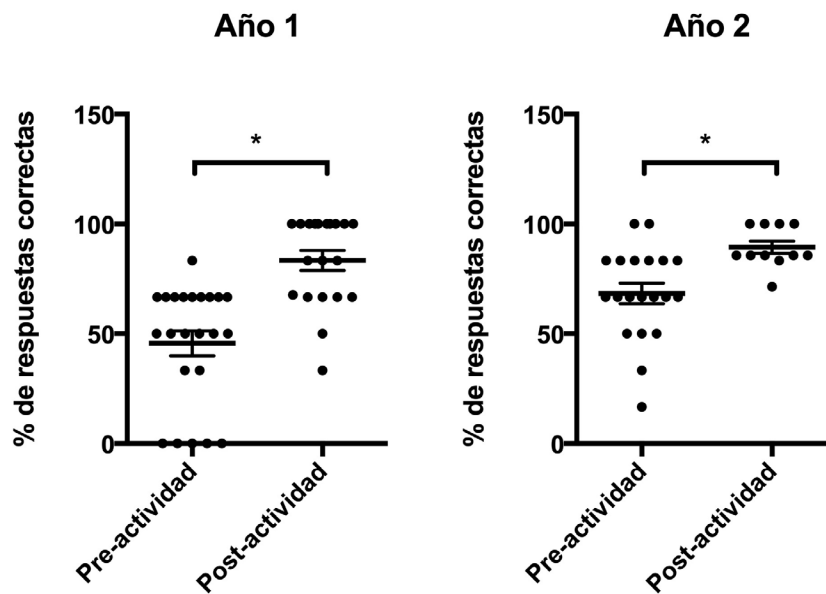 Año 1
% de respuestas correctas
150
100
50
0
*
Pre-actividad
Post-actividad
Año 2
% de respuestas correctas
150
100
50
0
*
Pre-actividad
Post-actividad